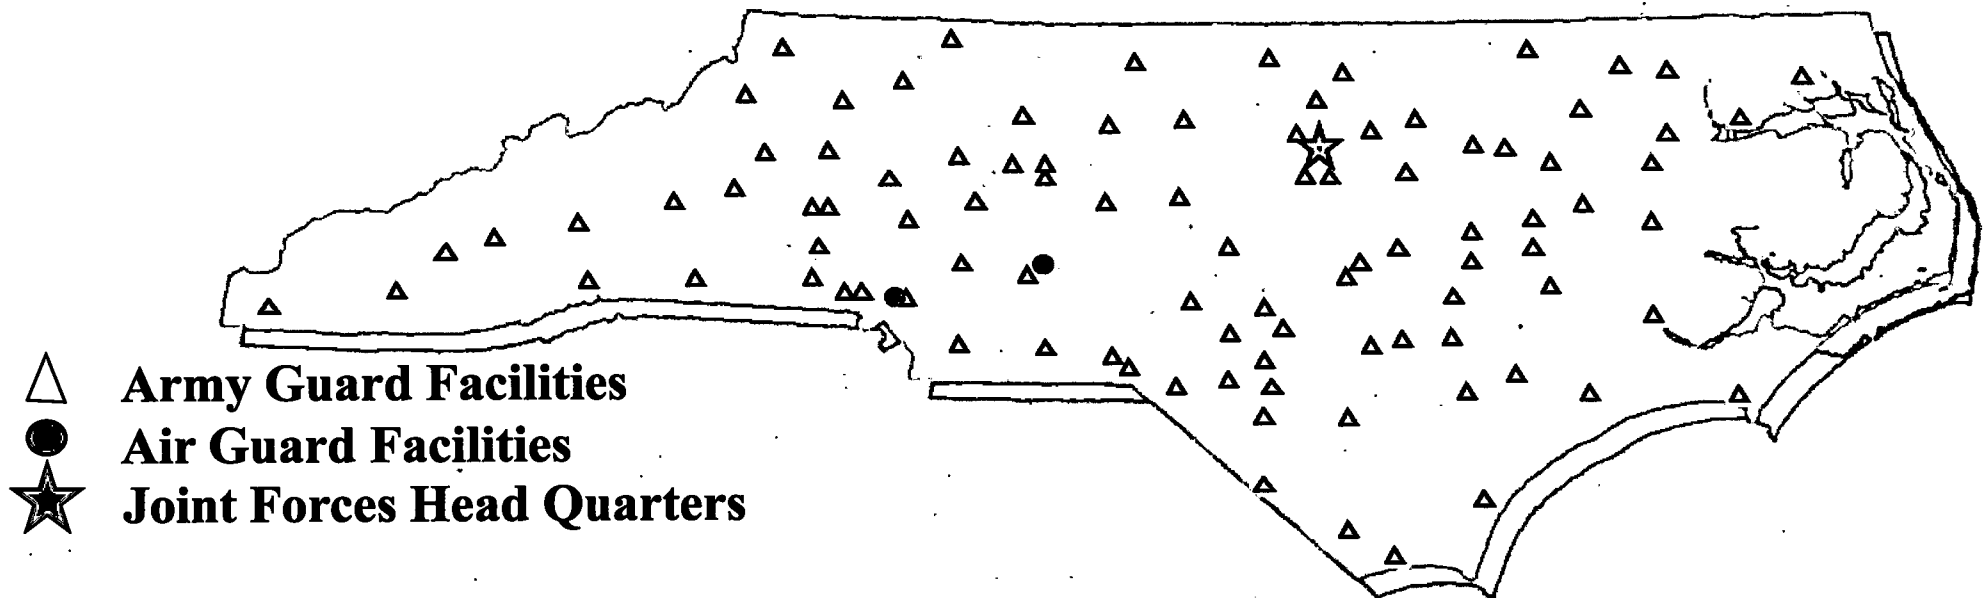 Army Guard Facilities
Air Guard Facilities
Joint Forces Head Quarters